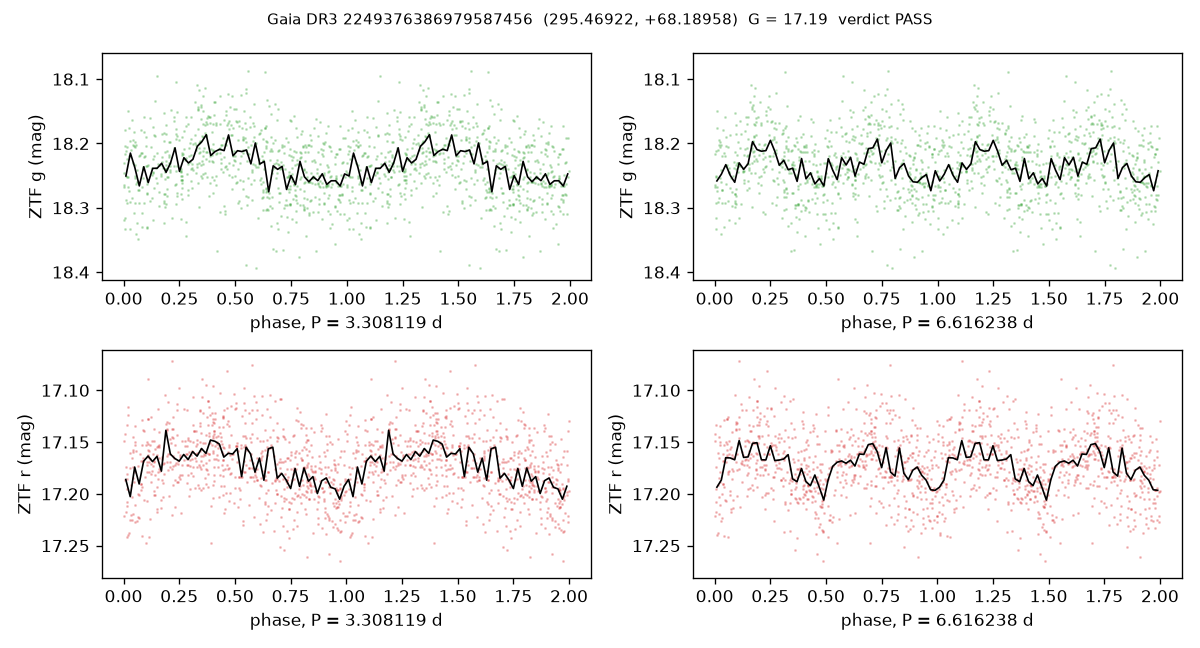 Gaia DR3 2249376386979587456 (295.46922, +68.18958) G = 17.19 verdict PASS
ZTF g (mag)
18.1
18.2
18.3
18.4
0.00 0.25 0.50 0.75 1.00 1.25 1.50 1.75 2.00
phase, P = 3.308119 d
ZTF g (mag)
18.1
18.2
18.3
18.4
0.00 0.25 0.50 0.75 1.00 1.25 1.50 1.75 2.00
phase, P = 6.616238 d
ZTF r (mag)
17.10
17.15
17.20
17.25
0.00 0.25 0.50 0.75 1.00 1.25 1.50 1.75 2.00
phase, P = 3.308119 d
ZTF r (mag)
17.10
17.15
17.20
17.25
0.00 0.25 0.50 0.75 1.00 1.25 1.50 1.75 2.00
phase, P = 6.616238 d